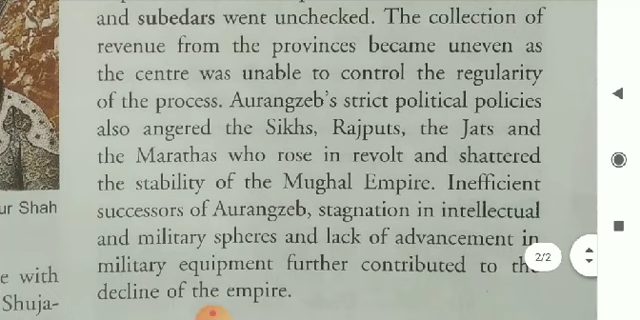 and subedars went unchecked. The collection of
revenue from the provinces became uneven as
the centre was unable to control the regularity
of the process. Aurangzeb's strict political policies
also angered the Sikhs, Rajputs, the Jats and
the Marathas who rose in revolt and shattered
the stability of the Mughal Empire. Inefficient
successors of Aurangzeb, stagnation in intellectual
and military spheres and lack of advancement in
military equipment further contributed to the
decline of the empire.
ur Shah
e with
Shuja-
2/2